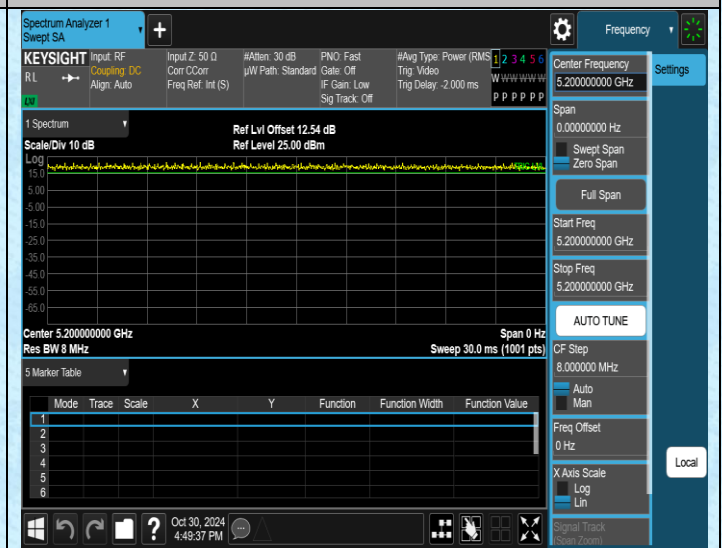 Spectrum Analyzer 1
Swept SA
+
Frequency
KEYSIGHT Input: RF Input Z: 50 Ω #Atten: 30 dB PNO: Fast #Avg Type: Power (RMS 1 2 3 4 5 6
R L Coupling: DC Corr CCorr µW Path: Standard Gate: Off Trig: Video W W W W W W
Align: Auto Freq Ref: Int (S) IF Gain: Low Trig Delay: -2.000 ms
Sig Track: Off P P P P P P
LXI
1 Spectrum
Ref Lvl Offset 12.54 dB
Scale/Div 10 dB Ref Level 25.00 dBm
Log
15.0
5.00
-5.00
-15.0
-25.0
-35.0
-45.0
-55.0
-65.0
Center 5.200000000 GHz Span 0 Hz
Res BW 8 MHz Sweep 30.0 ms (1001 pts)
5 Marker Table
Mode Trace Scale X Y Function Function Width Function Value
1
2
3
4
5
6
Center Frequency
5.200000000 GHz
Settings
Span
0.00000000 Hz
Swept Span
Zero Span
Full Span
Start Freq
5.200000000 GHz
Stop Freq
5.200000000 GHz
AUTO TUNE
CF Step
8.000000 MHz
Auto
Man
Freq Offset
0 Hz
X Axis Scale
Log
Lin
Local
Signal Track
(Span Zoom)
?
Oct 30, 2024
4:49:37 PM